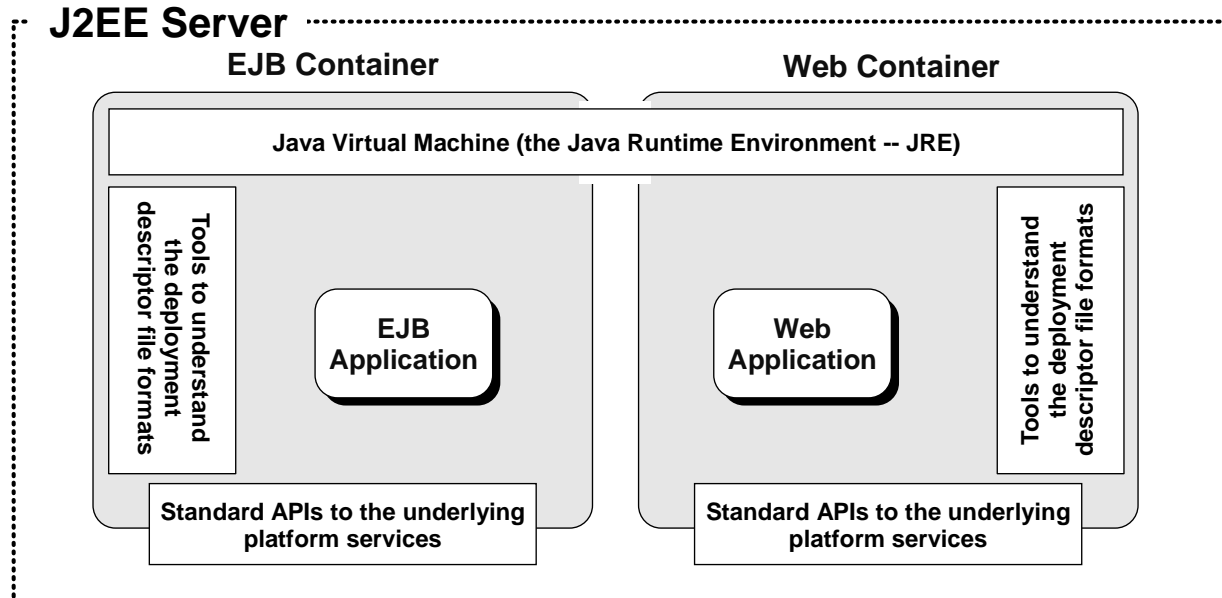 J2EE Server
EJB Container
Web Container
Java Virtual Machine (the Java Runtime Environment -- JRE)
Tools to understand
the deployment
descriptor file formats
EJB
Application
Web
Application
Tools to understand
the deployment
descriptor file formats
Standard APIs to the underlying
platform services
Standard APIs to the underlying
platform services